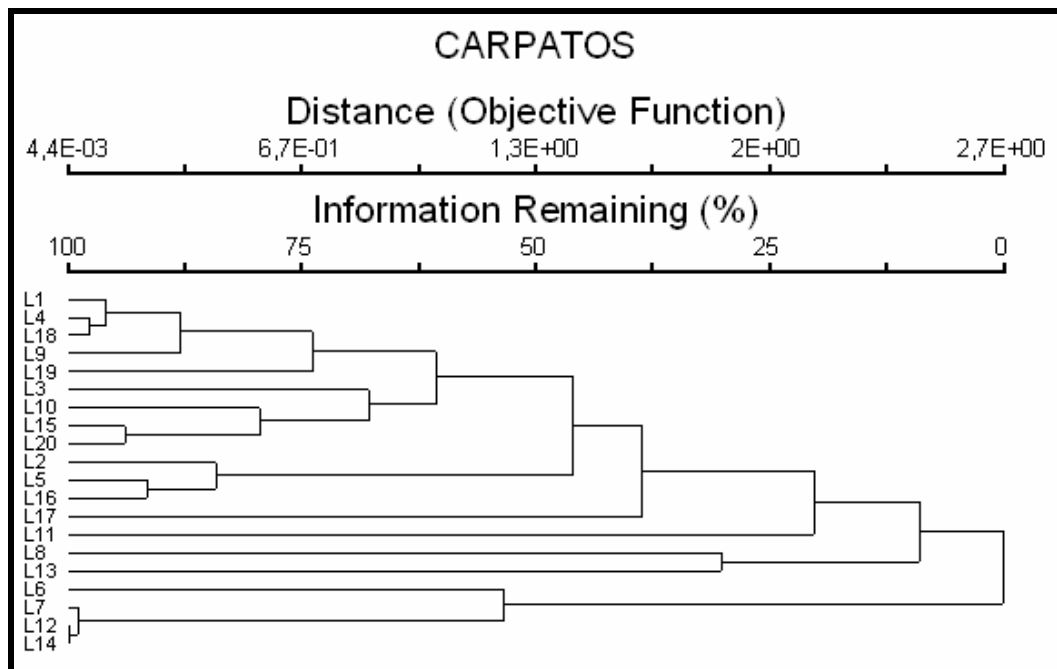 CARPATOS
Distance (Objective Function)
4,4E-03 6,7E-01 1,3E+00 2E+00 2,7E+00
Information Remaining (%)
100 75 50 25 0
L1
L4
L18
L9
L19
L3
L10
L15
L20
L2
L5
L16
L17
L11
L8
L13
L6
L7
L12
L14